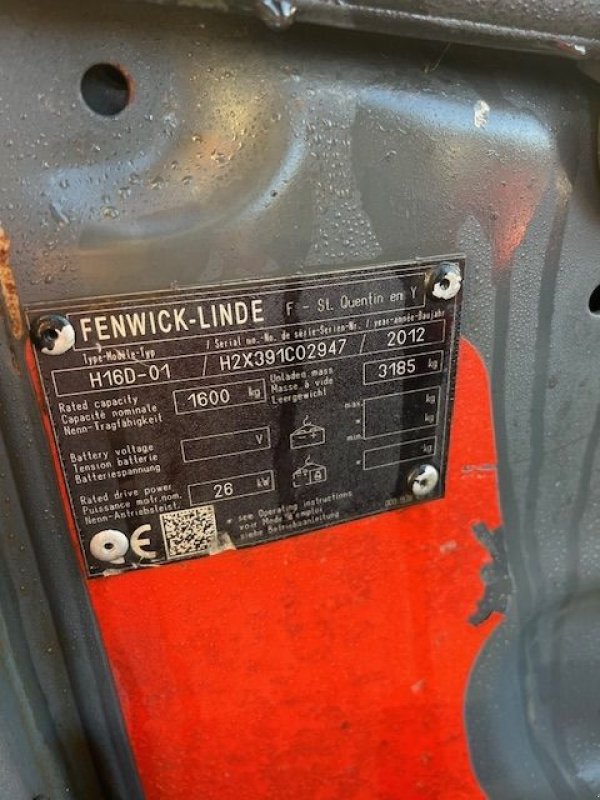 FENWICK-LINDE F - St. Quentin en Y
Type-Modèle-Typ / Serial no.-No. de série-Serien-Nr. / year-année-Baujahr
H16D-01 / H2X391C02947 / 2012
Rated capacity
Capacité nominale
Nenn-Tragfähigkeit
1600 kg
Unladen mass
Masse à vide
Leergewicht
3185 kg
Battery voltage
Tension batterie
Batteriespannung
V
max. kg
* kg
min. kg
* kg
Rated drive power
Puissance motr.nom.
Nenn-Antriebsleist.
26 kW
* see Operating instructions
voir Mode d'emploi
siehe Betriebsanleitung
CE